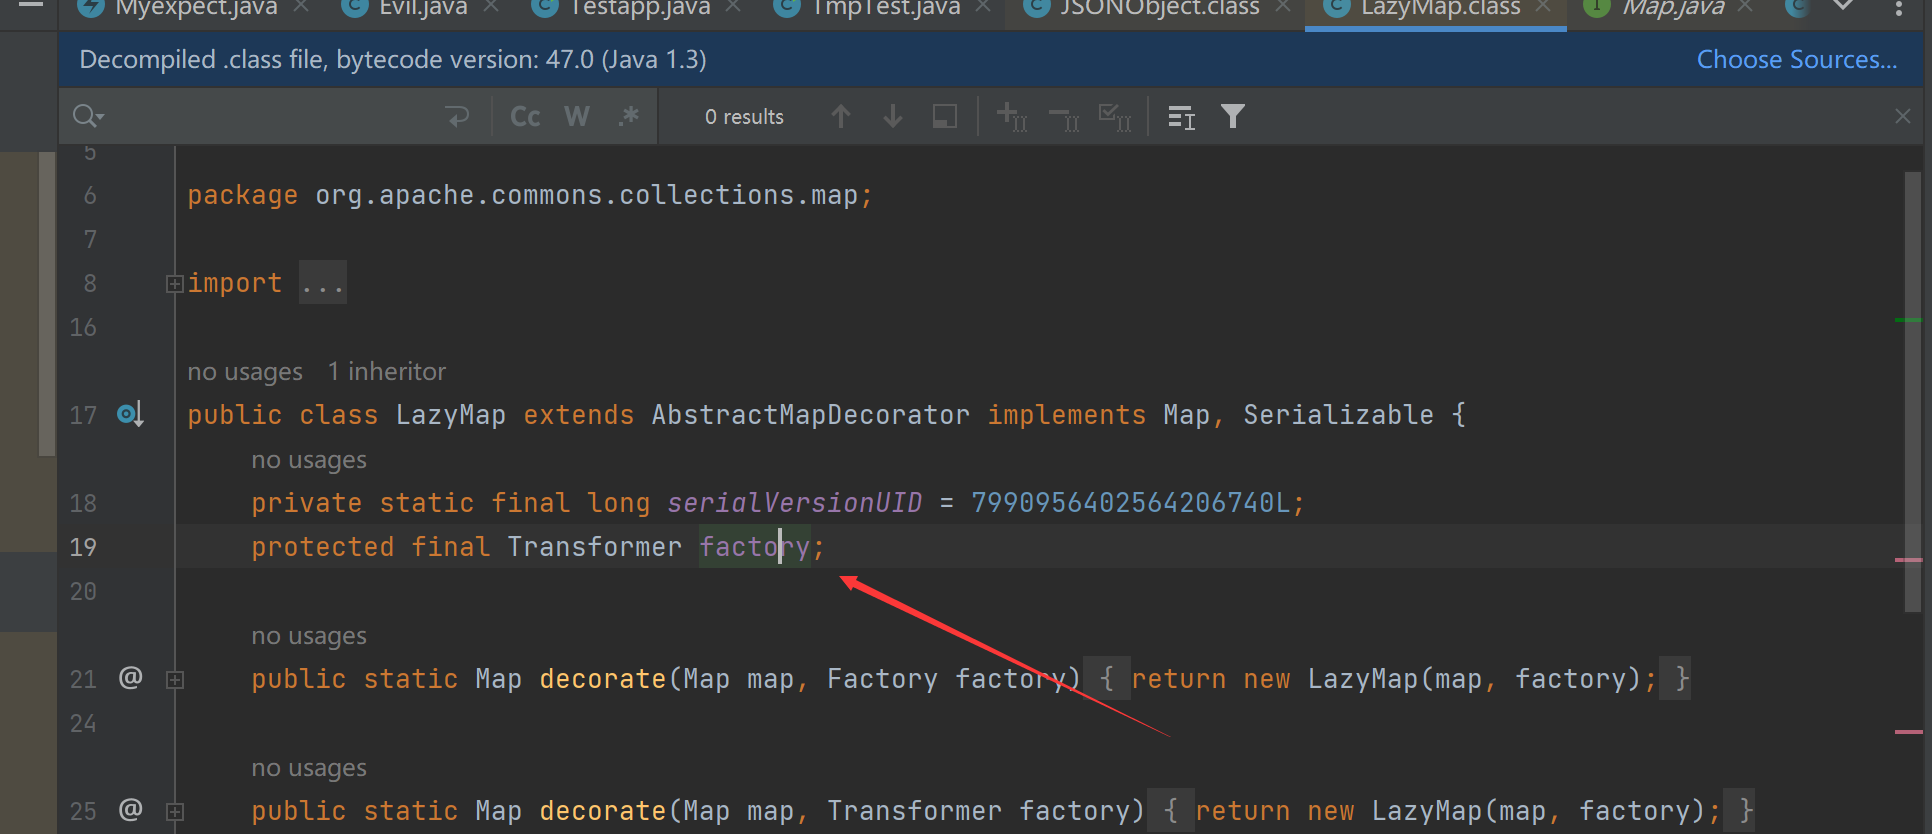 Myexpect.java Evil.java Testapp.java TmpTest.java JSONObject.class LazyMap.class Map.java
Decompiled .class file, bytecode version: 47.0 (Java 1.3) Choose Sources...
Cc W .* 0 results
5
6 package org.apache.commons.collections.map;
7
8 import ...
16
no usages 1 inheritor
17 public class LazyMap extends AbstractMapDecorator implements Map, Serializable {
no usages
18 private static final long serialVersionUID = 7990956402564206740L;
19 protected final Transformer factory;
20
no usages
21 @ public static Map decorate(Map map, Factory factory) { return new LazyMap(map, factory); }
24
no usages
25 @ public static Map decorate(Map map, Transformer factory) { return new LazyMap(map, factory); }